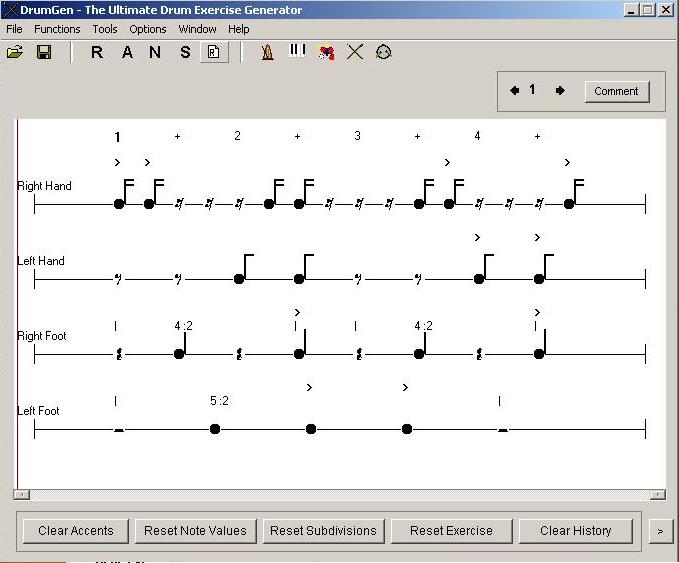 DrumGen - The Ultimate Drum Exercise Generator
File Functions Tools Options Window Help
R A N S R
1 Comment
1 + 2 + 3 + 4 +
Right Hand
Left Hand
4:2 4:2
Right Foot
5:2
Left Foot
Clear Accents Reset Note Values Reset Subdivisions Reset Exercise Clear History >